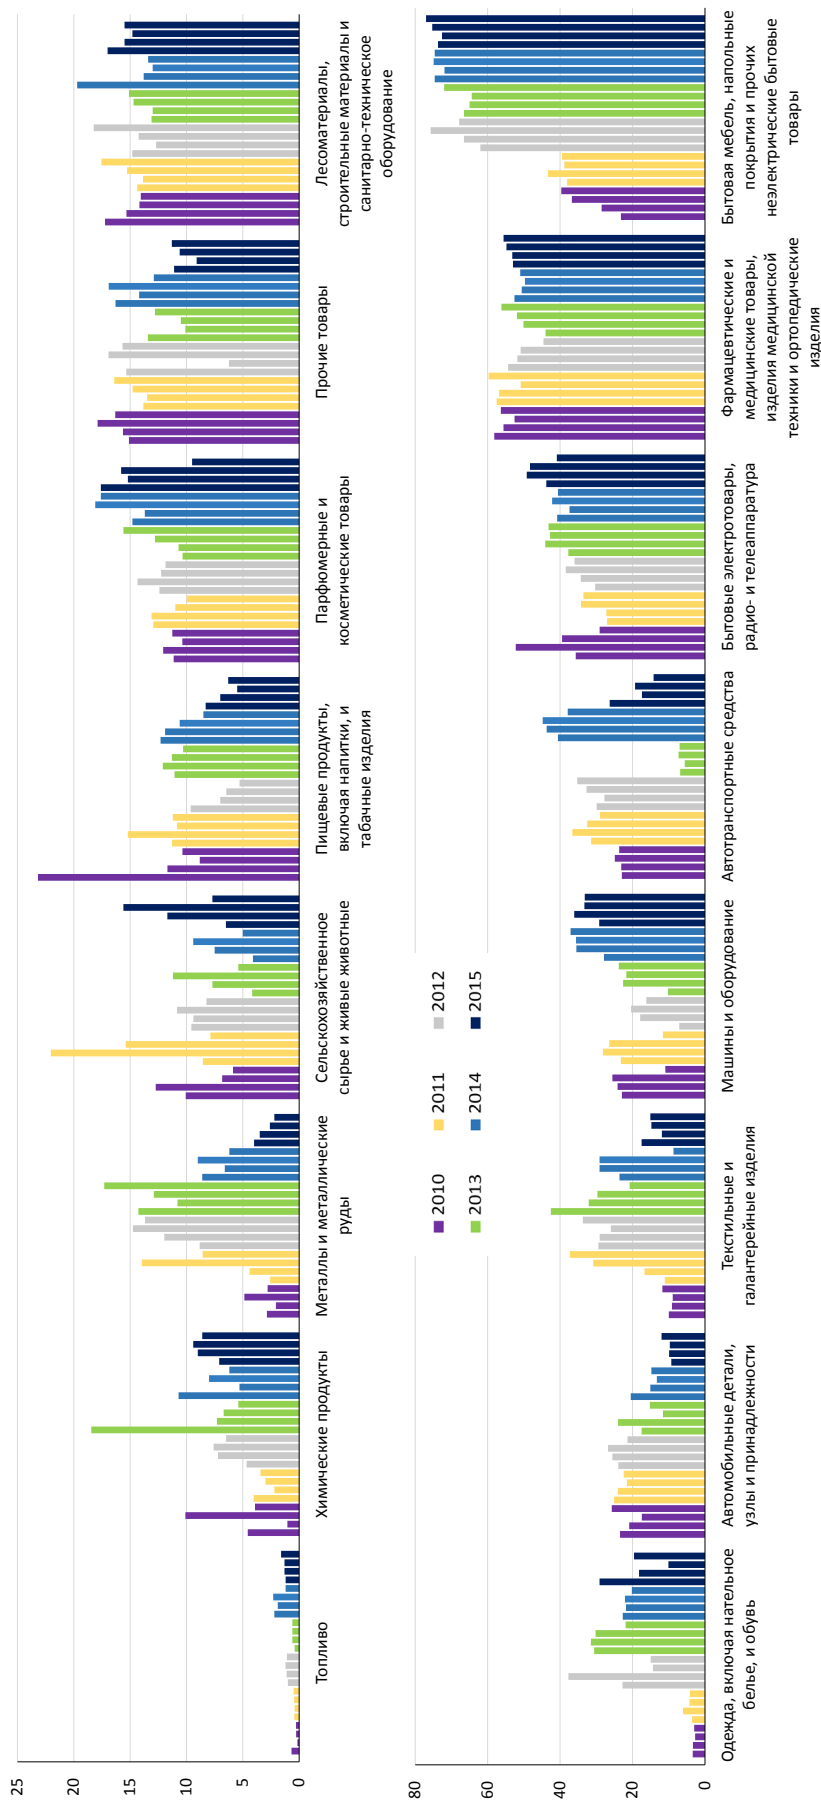 25
20
15
10
5
0
Топливо
Химические продукты
Металлы и металлические
руды
Сельскохозяйственное
сырье и живые животные
Пищевые продукты,
включая напитки, и
табачные изделия
Парфюмерные и
косметические товары
Прочие товары
Лесоматериалы,
строительные материалы и
санитарно-техническое
оборудование
2010
2011
2012
2013
2014
2015
80
60
40
20
0
Одежда, включая нательное
белье, и обувь
Автомобильные детали,
узлы и принадлежности
Текстильные и
галантерейные изделия
Машины и оборудование
Автотранспортные средства
Бытовые электротовары,
радио- и телеаппаратура
Фармацевтические и
медицинские товары,
изделия медицинской
техники и ортопедические
изделия
Бытовая мебель, напольные
покрытия и прочих
неэлектрические бытовые
товары